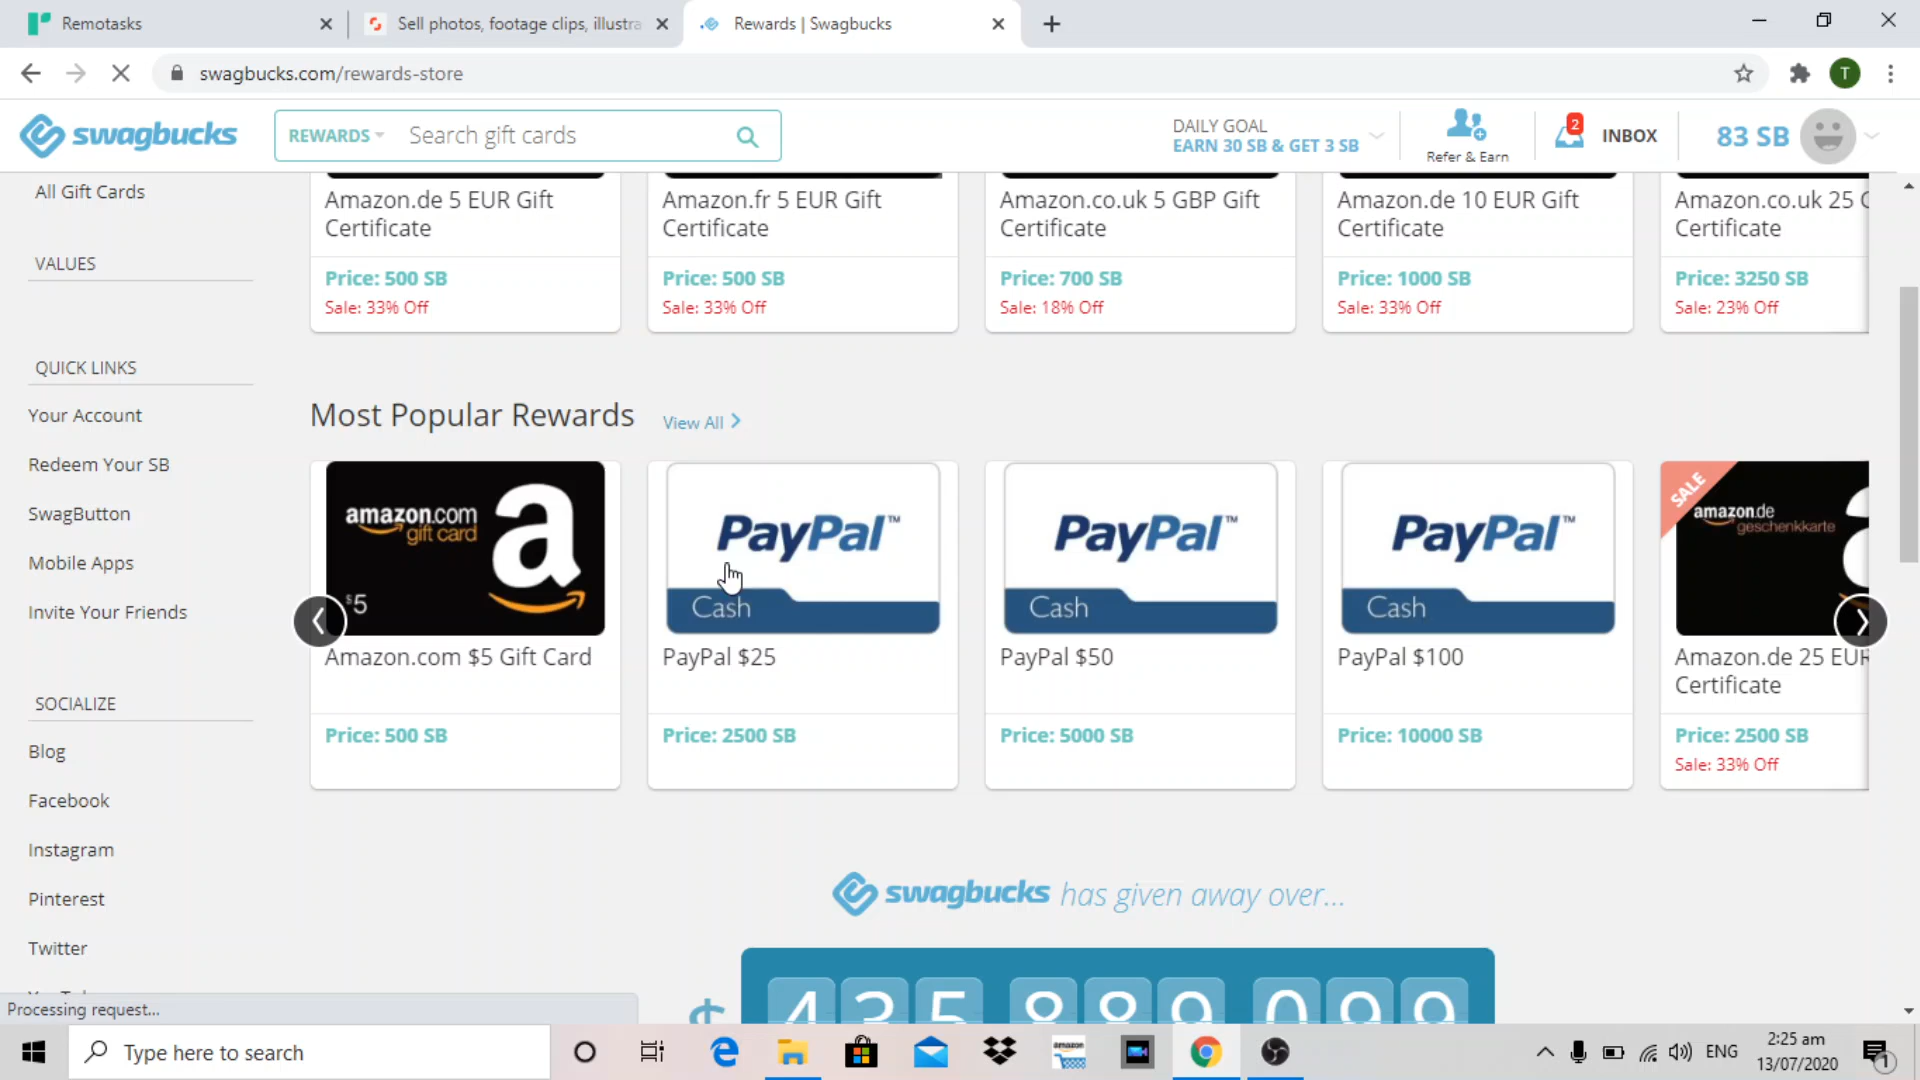 Remotasks
Sell photos, footage clips, illustra
Rewards | Swagbucks
swagbucks.com/rewards-store
T
swagbucks
REWARDS
Search gift cards
DAILY GOAL
EARN 30 SB & GET 3 SB
Refer & Earn
2
INBOX
83 SB
All Gift Cards
VALUES
QUICK LINKS
Your Account
Redeem Your SB
SwagButton
Mobile Apps
Invite Your Friends
SOCIALIZE
Blog
Facebook
Instagram
Pinterest
Twitter
Amazon.de 5 EUR Gift
Certificate
Price: 500 SB
Sale: 33% Off
Amazon.fr 5 EUR Gift
Certificate
Price: 500 SB
Sale: 33% Off
Amazon.co.uk 5 GBP Gift
Certificate
Price: 700 SB
Sale: 18% Off
Amazon.de 10 EUR Gift
Certificate
Price: 1000 SB
Sale: 33% Off
Amazon.co.uk 25 G
Certificate
Price: 3250 SB
Sale: 23% Off
Most Popular Rewards
View All
amazon.com
gift card
a
$5
Amazon.com $5 Gift Card
Price: 500 SB
PayPal™
Cash
PayPal $25
Price: 2500 SB
PayPal™
Cash
PayPal $50
Price: 5000 SB
PayPal™
Cash
PayPal $100
Price: 10000 SB
SALE
amazon.de
geschenkkarte
Amazon.de 25 EUR
Certificate
Price: 2500 SB
Sale: 33% Off
swagbucks has given away over...
$ 435 889 099
Processing request...
Type here to search
amazon
ENG
2:25 am
13/07/2020
1